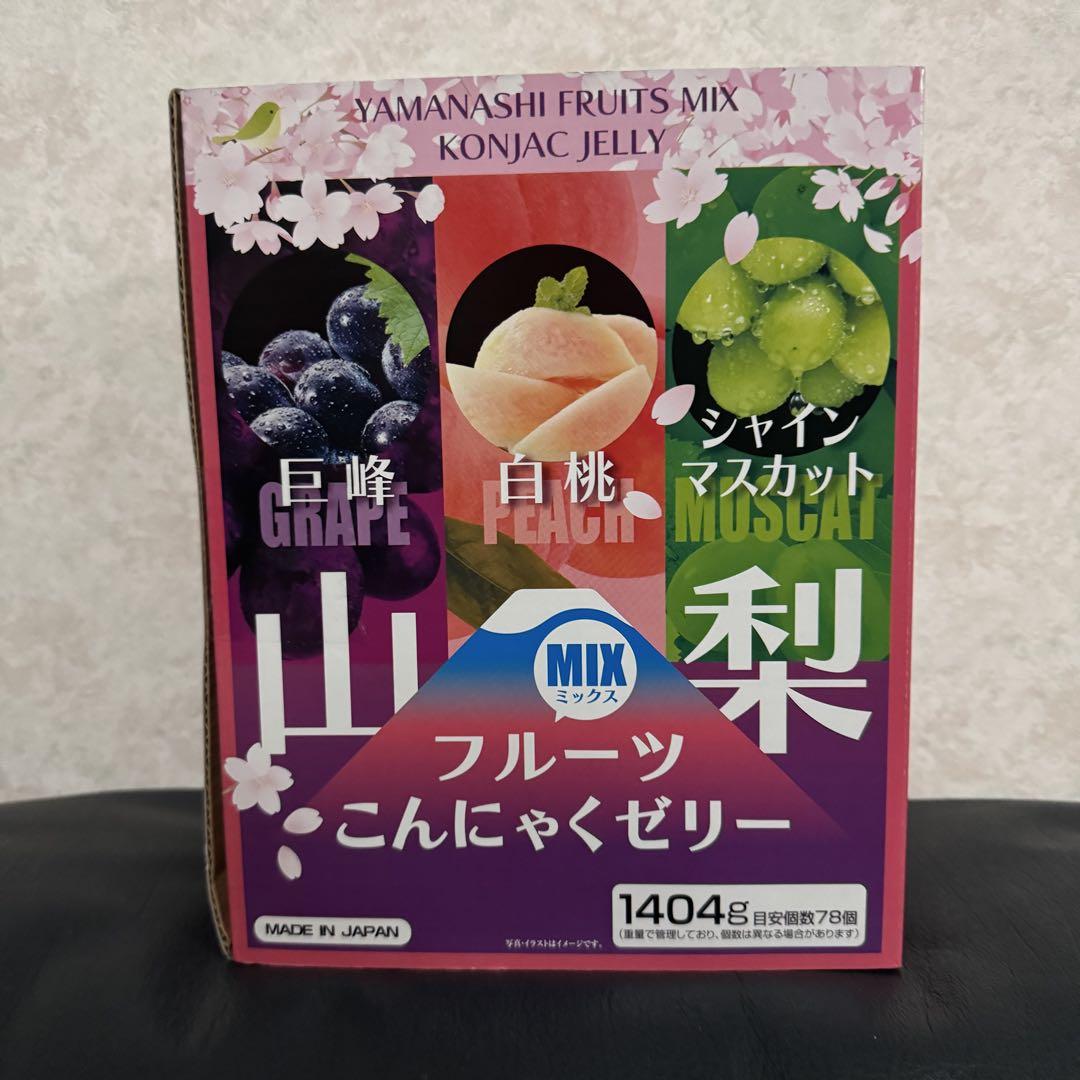 YAMANASHI FRUITS MIX
KONJAC JELLY
巨峰
GRAPE
白桃
PEACH
シャイン
マスカット
MUSCAT
山梨
MIX
ミックス
フルーツ
こんにゃくゼリー
1404g 目安個数78個
(重量で管理しており、個数は異なる場合があります)
MADE IN JAPAN
写真・イラストはイメージです。